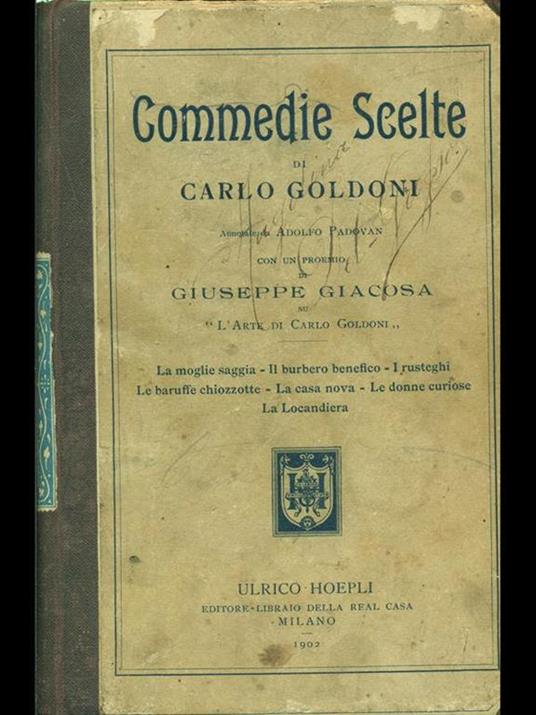 Commedie Scelte
DI
CARLO GOLDONI
Annotate da ADOLFO PADOVAN
CON UN PROEMIO
DI
GIUSEPPE GIACOSA
SU
“ L'ARTE DI CARLO GOLDONI „
La moglie saggia - Il burbero benefico - I rusteghi
Le baruffe chiozzotte - La casa nova - Le donne curiose
La Locandiera
ULRICO HOEPLI
EDITORE-LIBRAIO DELLA REAL CASA
MILANO
1902